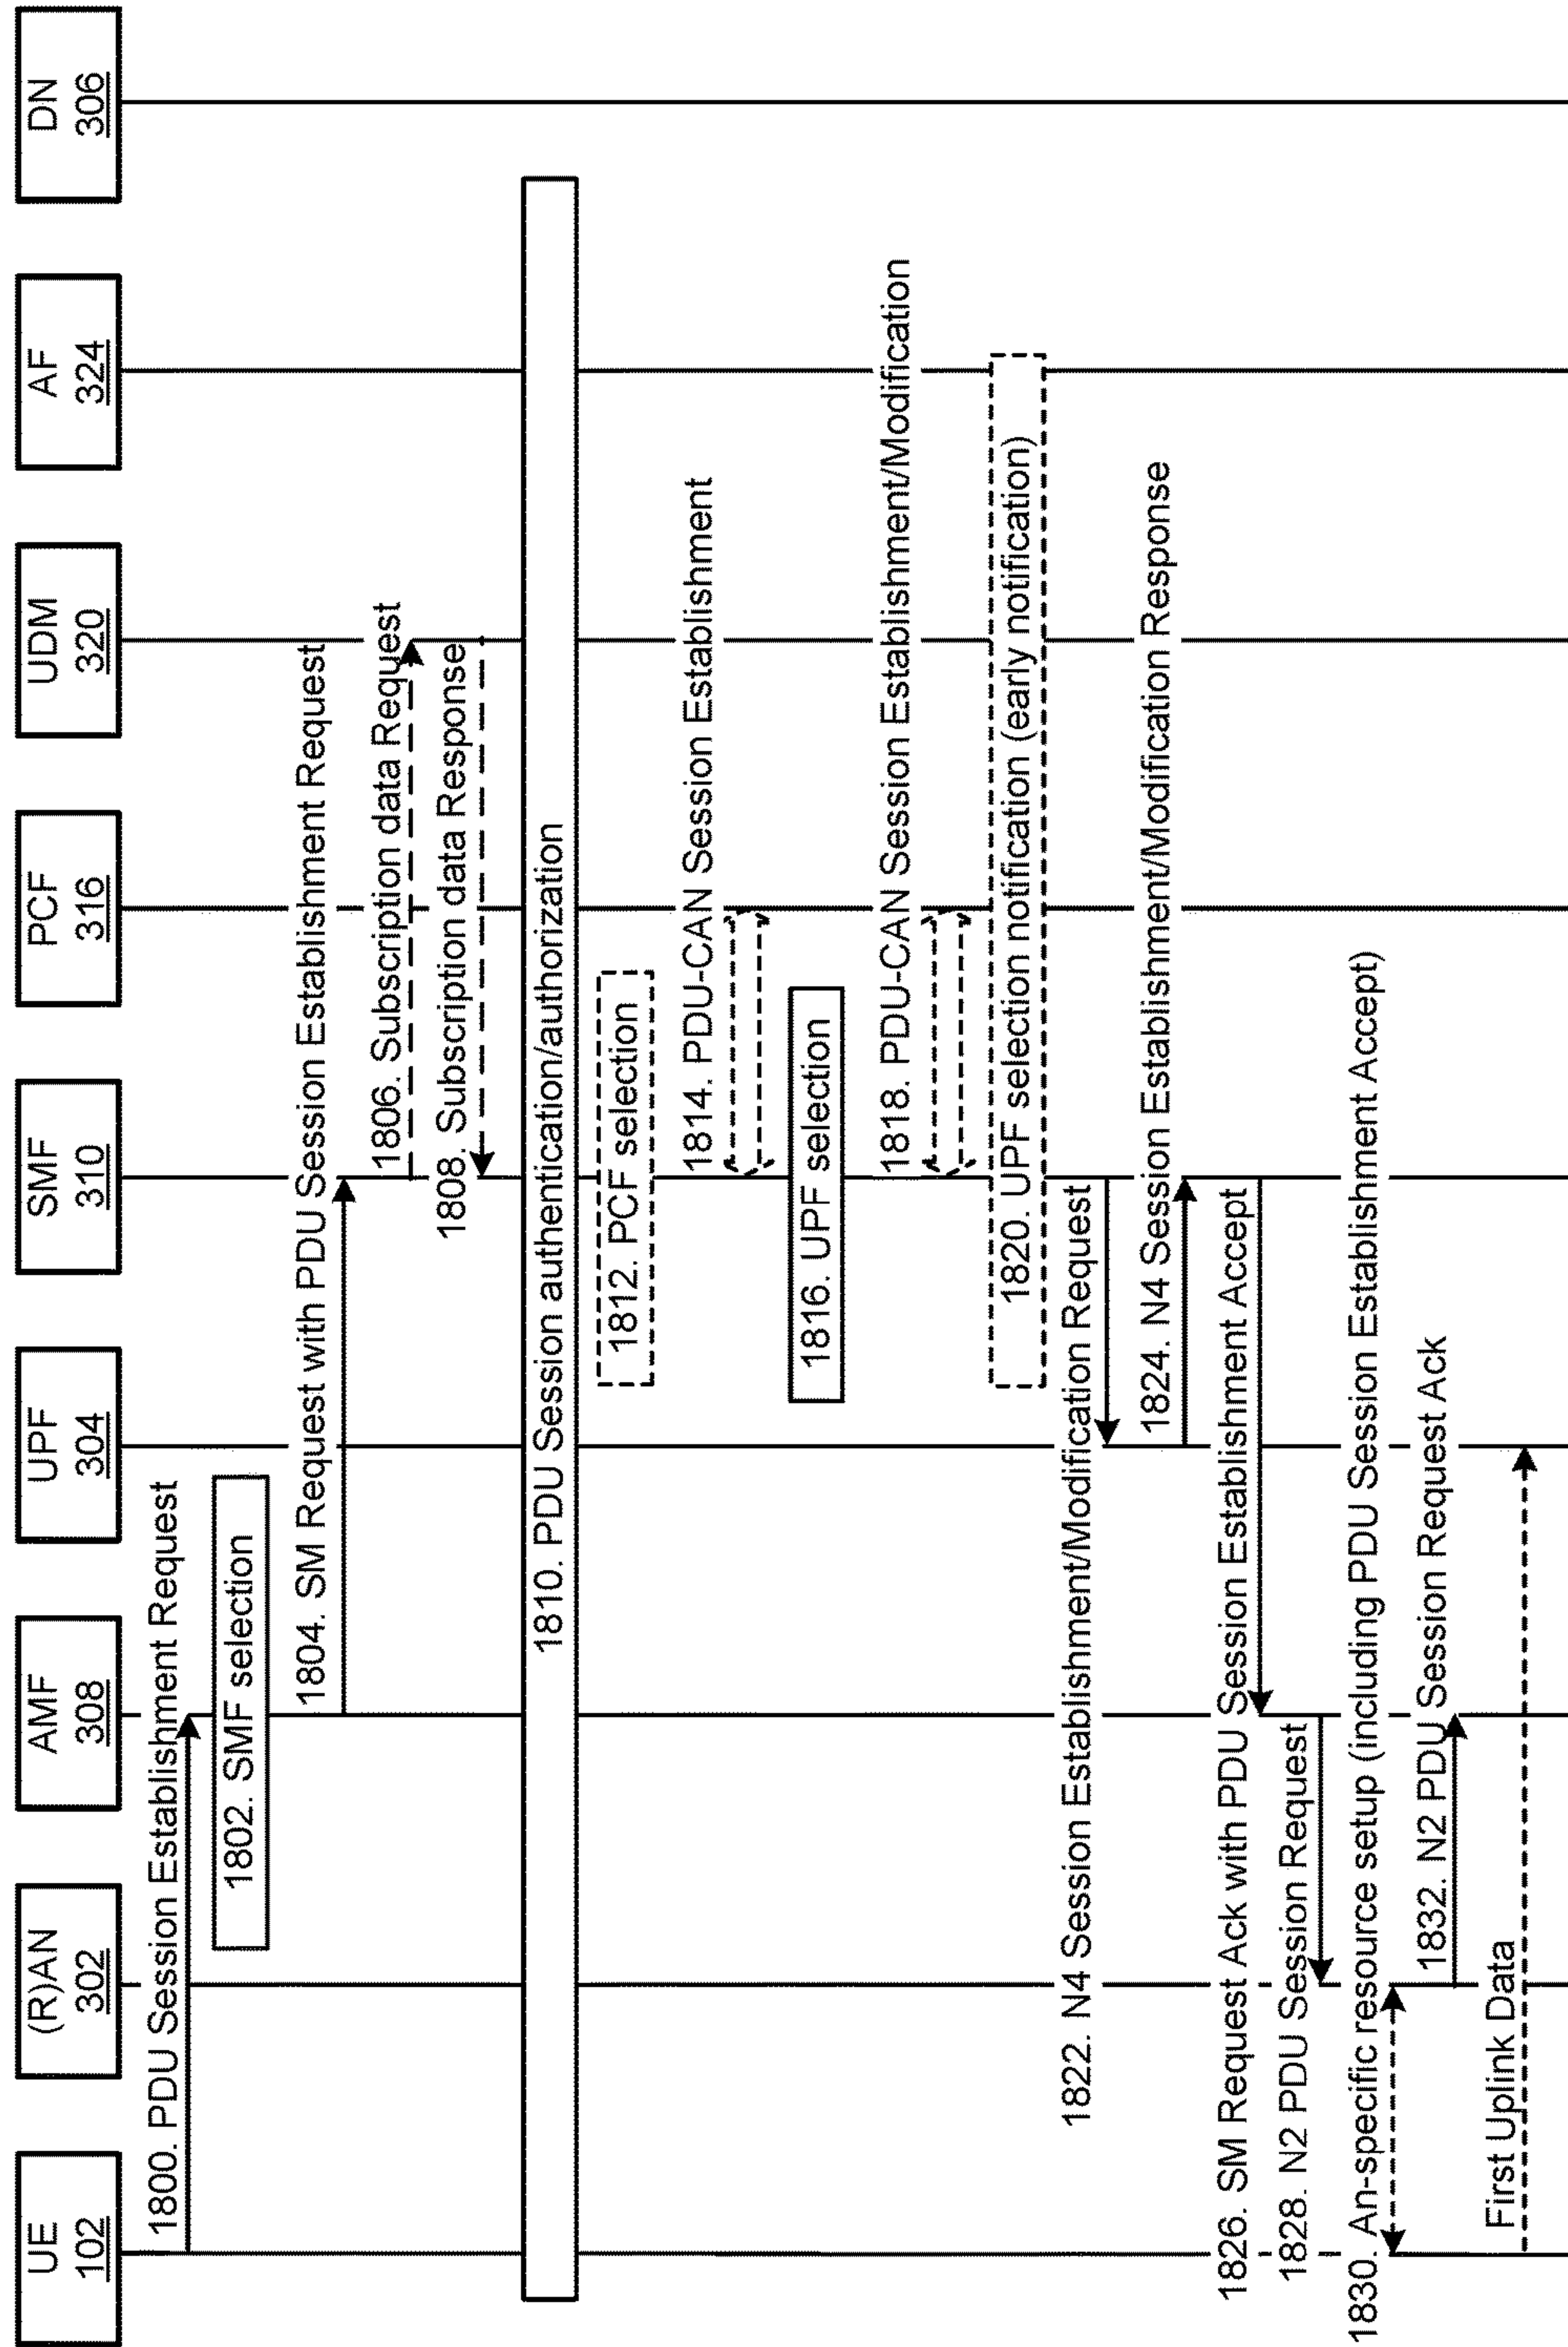 UE
102
(R)AN
302
AMF
308
UPF
304
SMF
310
PCF
316
UDM
320
AF
324
DN
306
1800. PDU Session Establishment Request
1802. SMF selection
1804. SM Request with PDU Session Establishment Request
1806. Subscription data Request
1808. Subscription data Response
1810. PDU Session authentication/authorization
1812. PCF selection
1814. PDU-CAN Session Establishment
1816. UPF selection
1818. PDU-CAN Session Establishment/Modification
1820. UPF selection notification (early notification)
1822. N4 Session Establishment/Modification Request
1824. N4 Session Establishment/Modification Response
1826. SM Request Ack with PDU Session Establishment Accept
1828. N2 PDU Session Request
1830. An-specific resource setup (including PDU Session Establishment Accept)
1832. N2 PDU Session Request Ack
First Uplink Data